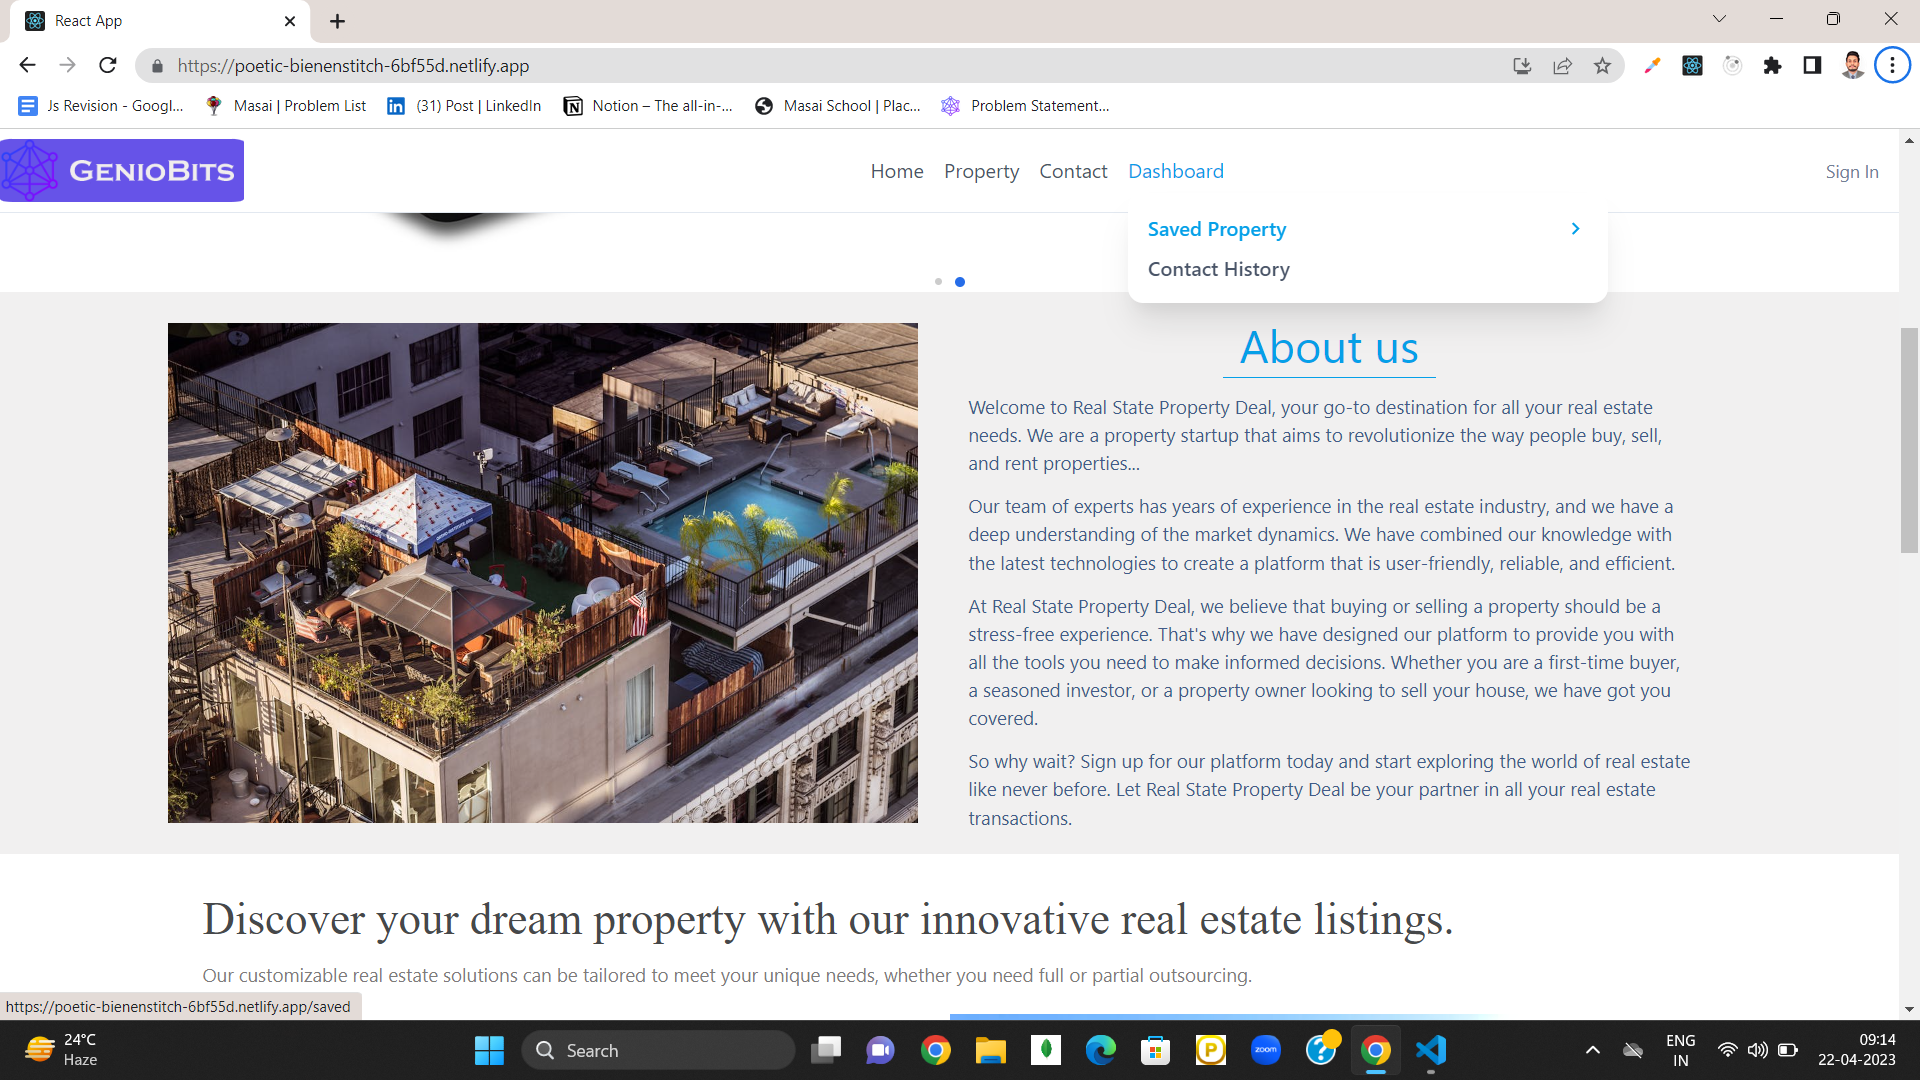 React App
https://poetic-bienenstitch-6bf55d.netlify.app
Js Revision - Googl...
Masai | Problem List
(31) Post | LinkedIn
Notion – The all-in-...
Masai School | Plac...
Problem Statement...
GENIOBITS
Home
Property
Contact
Dashboard
Sign In
Saved Property
Contact History
About us
Welcome to Real State Property Deal, your go-to destination for all your real estate
needs. We are a property startup that aims to revolutionize the way people buy, sell,
and rent properties...
Our team of experts has years of experience in the real estate industry, and we have a
deep understanding of the market dynamics. We have combined our knowledge with
the latest technologies to create a platform that is user-friendly, reliable, and efficient.
At Real State Property Deal, we believe that buying or selling a property should be a
stress-free experience. That's why we have designed our platform to provide you with
all the tools you need to make informed decisions. Whether you are a first-time buyer,
a seasoned investor, or a property owner looking to sell your house, we have got you
covered.
So why wait? Sign up for our platform today and start exploring the world of real estate
like never before. Let Real State Property Deal be your partner in all your real estate
transactions.
Discover your dream property with our innovative real estate listings.
Our customizable real estate solutions can be tailored to meet your unique needs, whether you need full or partial outsourcing.
https://poetic-bienenstitch-6bf55d.netlify.app/saved
24°C
Haze
Search
zoom
ENG
IN
09:14
22-04-2023